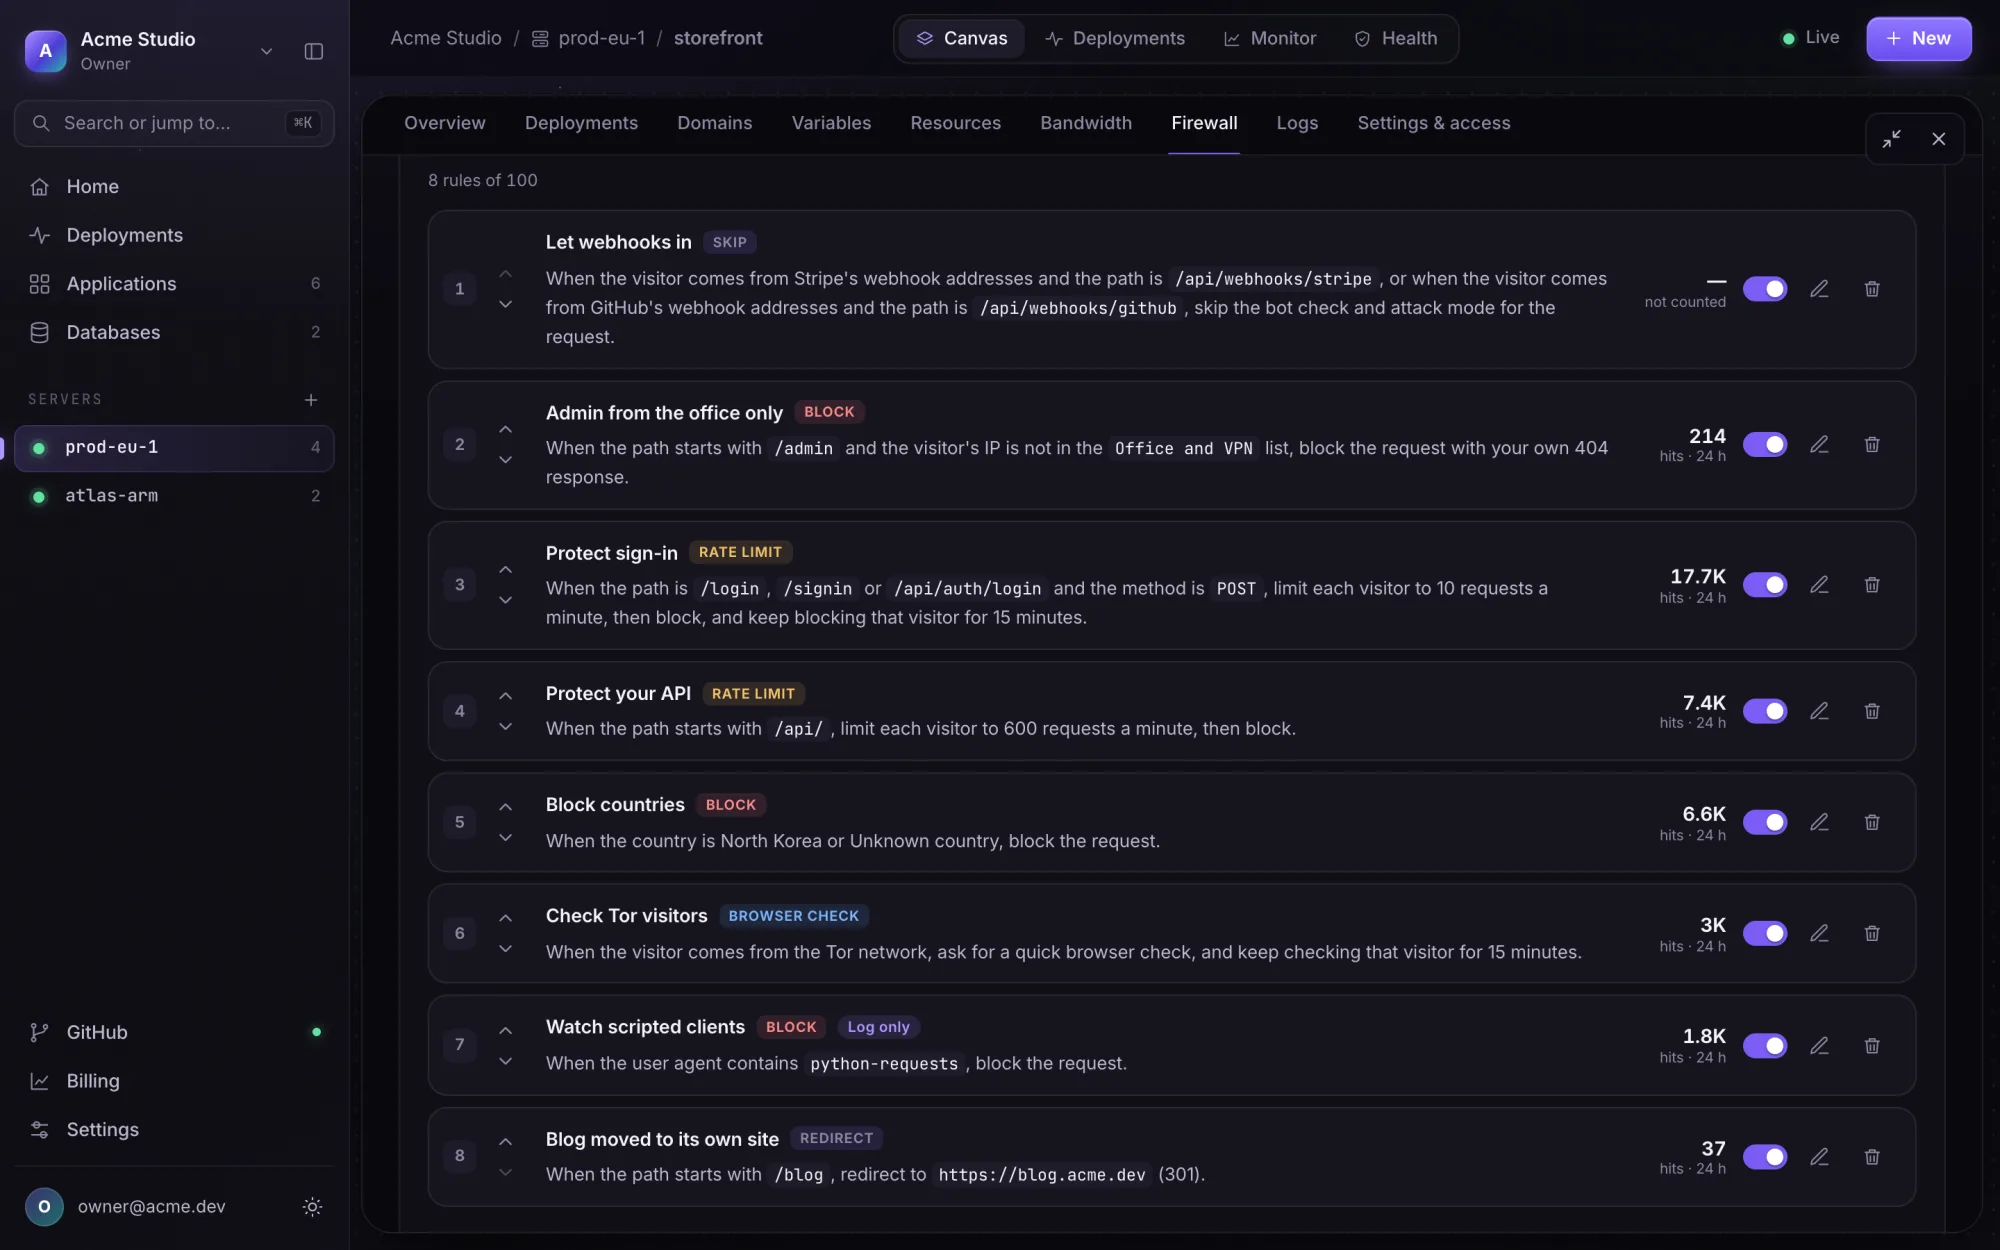 A
Acme Studio
Owner
Search or jump to...
⌘K
Home
Deployments
Applications
6
Databases
2
SERVERS
prod-eu-1
4
atlas-arm
2
GitHub
Billing
Settings
O
owner@acme.dev
Acme Studio / prod-eu-1 / storefront
Canvas
Deployments
Monitor
Health
Live
+ New
Overview
Deployments
Domains
Variables
Resources
Bandwidth
Firewall
Logs
Settings & access
8 rules of 100
1
Let webhooks in SKIP
When the visitor comes from Stripe's webhook addresses and the path is /api/webhooks/stripe , or when the visitor comes
from GitHub's webhook addresses and the path is /api/webhooks/github , skip the bot check and attack mode for the
request.
—
not counted
2
Admin from the office only BLOCK
When the path starts with /admin and the visitor's IP is not in the Office and VPN list, block the request with your own 404
response.
214
hits · 24 h
3
Protect sign-in RATE LIMIT
When the path is /login , /signin or /api/auth/login and the method is POST , limit each visitor to 10 requests a
minute, then block, and keep blocking that visitor for 15 minutes.
17.7K
hits · 24 h
4
Protect your API RATE LIMIT
When the path starts with /api/ , limit each visitor to 600 requests a minute, then block.
7.4K
hits · 24 h
5
Block countries BLOCK
When the country is North Korea or Unknown country, block the request.
6.6K
hits · 24 h
6
Check Tor visitors BROWSER CHECK
When the visitor comes from the Tor network, ask for a quick browser check, and keep checking that visitor for 15 minutes.
3K
hits · 24 h
7
Watch scripted clients BLOCK Log only
When the user agent contains python-requests , block the request.
1.8K
hits · 24 h
8
Blog moved to its own site REDIRECT
When the path starts with /blog , redirect to https://blog.acme.dev (301).
37
hits · 24 h